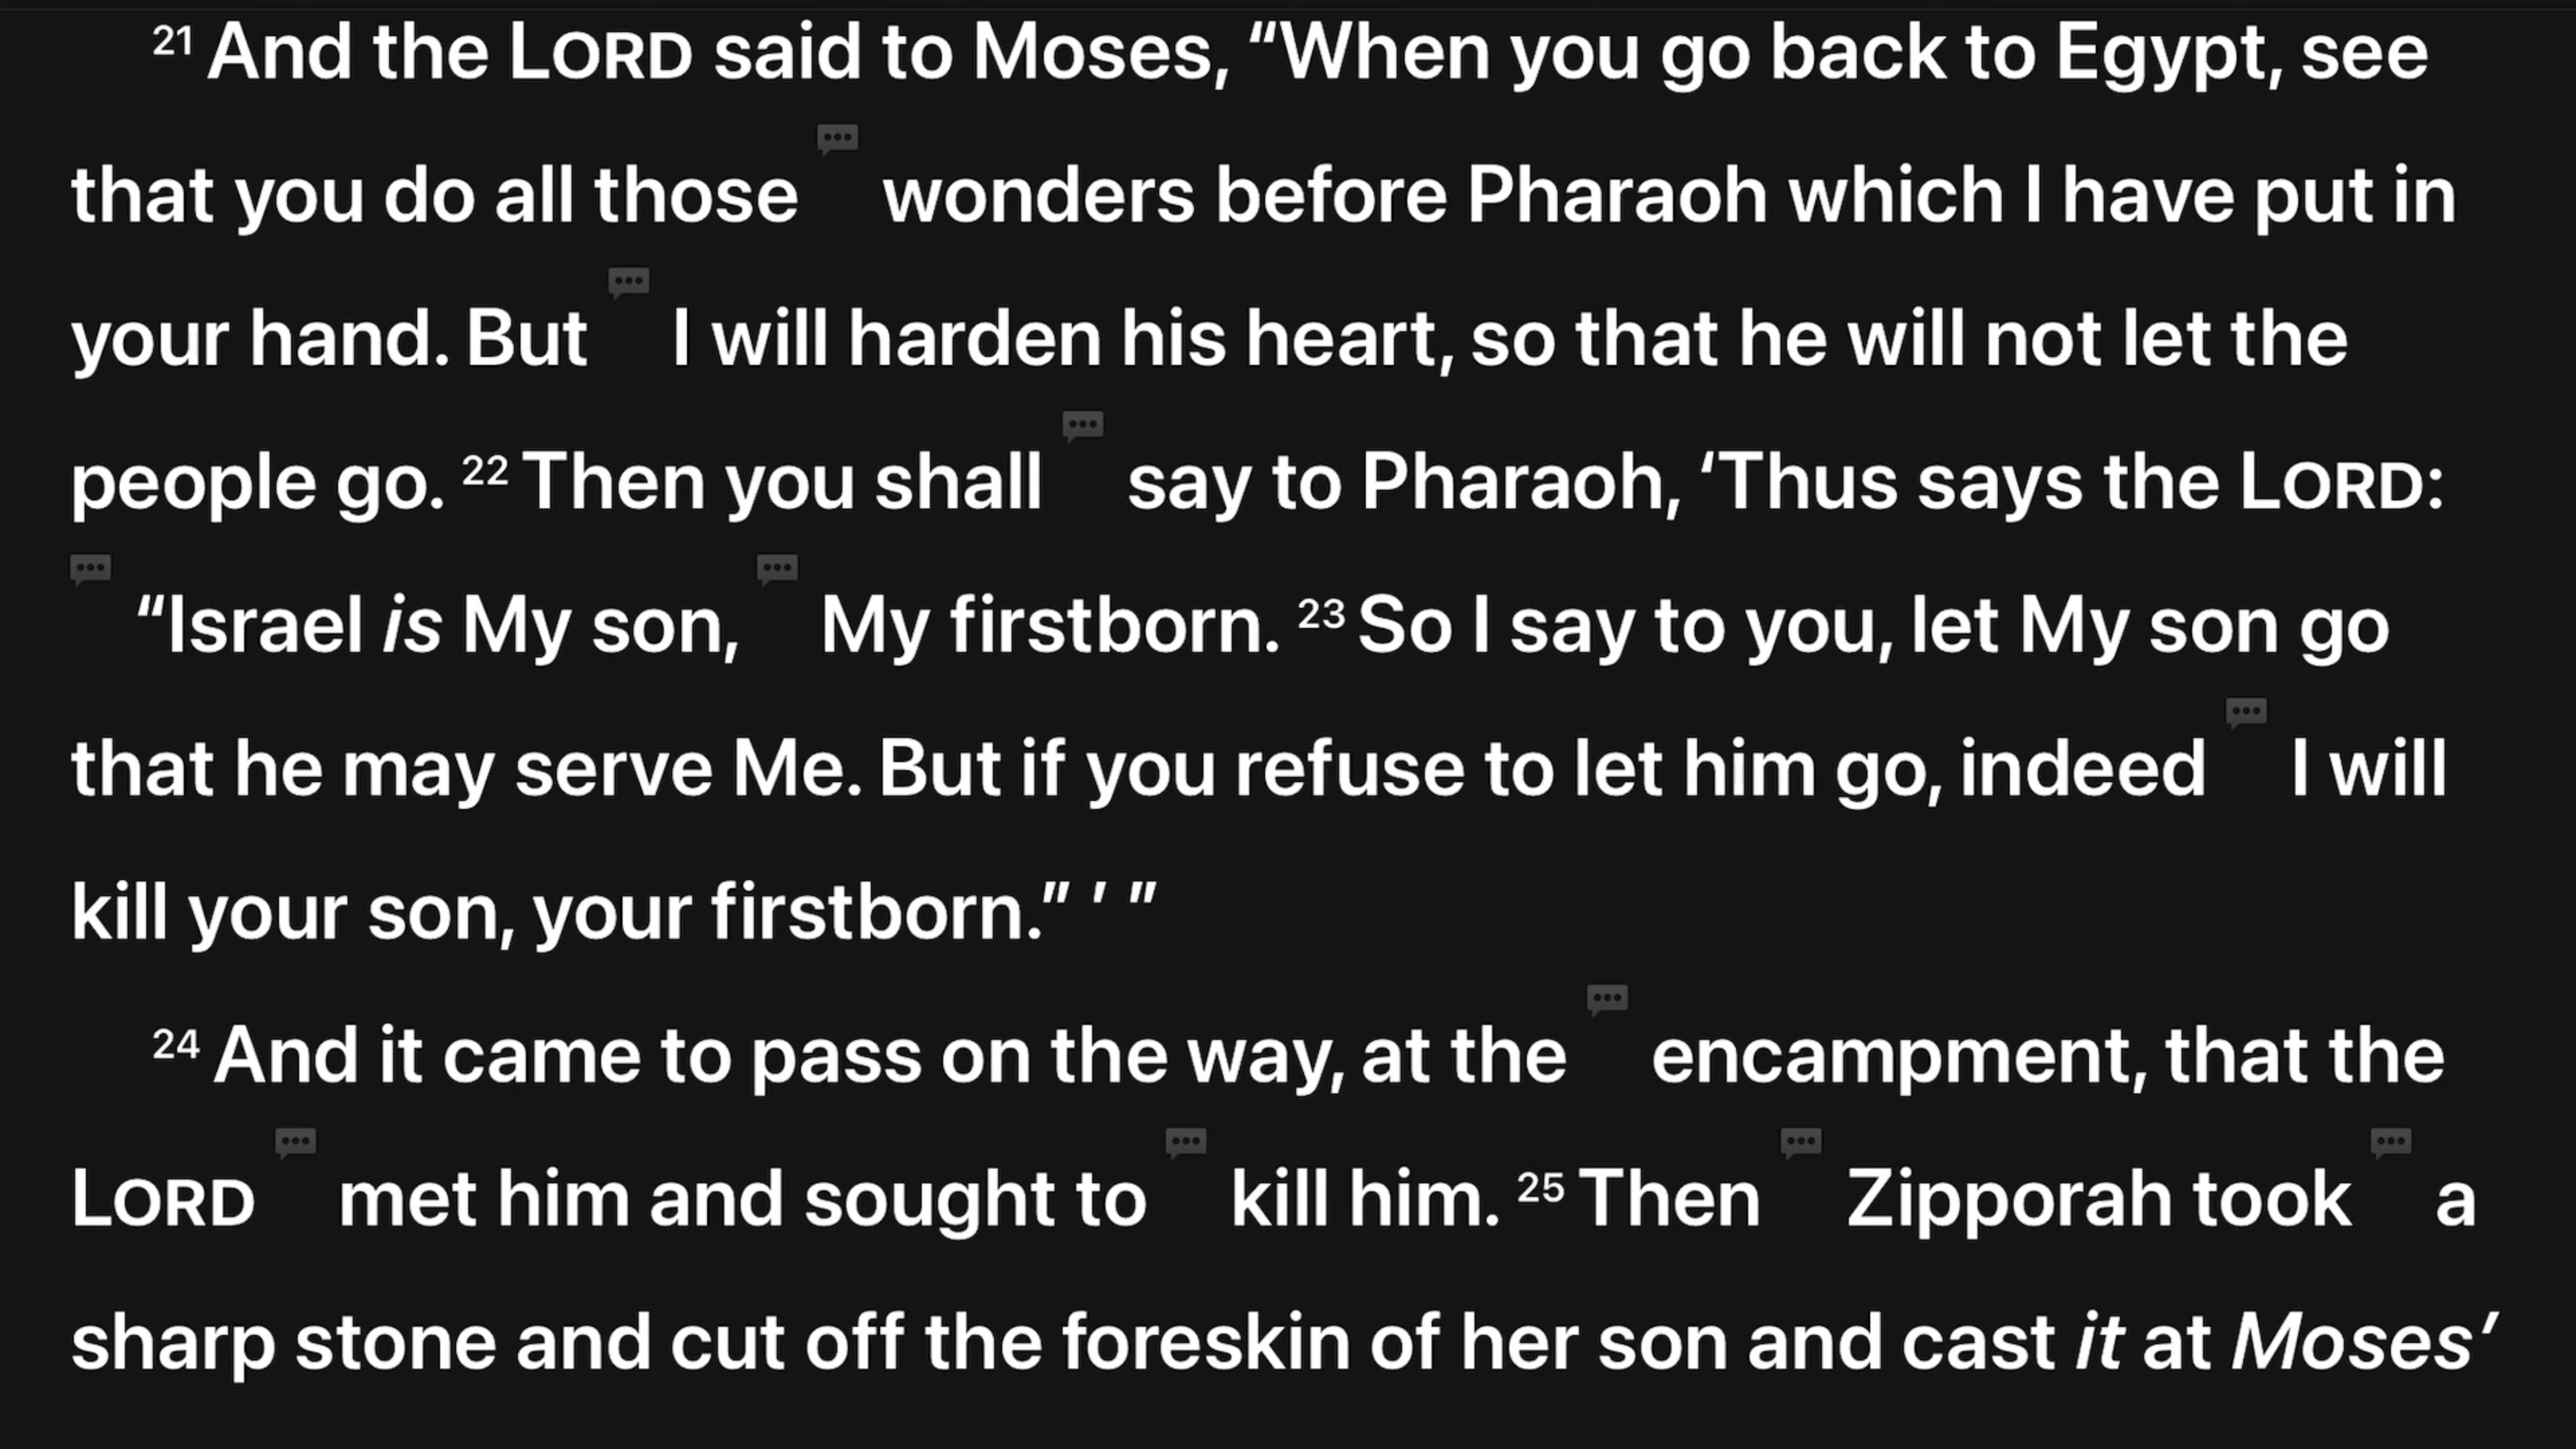 21 And the LORD said to Moses, “When you go back to Egypt, see
that you do all those wonders before Pharaoh which I have put in
your hand. But I will harden his heart, so that he will not let the
people go. 22 Then you shall say to Pharaoh, ‘Thus says the LORD:
“Israel is My son, My firstborn. 23 So I say to you, let My son go
that he may serve Me. But if you refuse to let him go, indeed I will
kill your son, your firstborn.” ’ ”
24 And it came to pass on the way, at the encampment, that the
LORD met him and sought to kill him. 25 Then Zipporah took a
sharp stone and cut off the foreskin of her son and cast it at Moses’